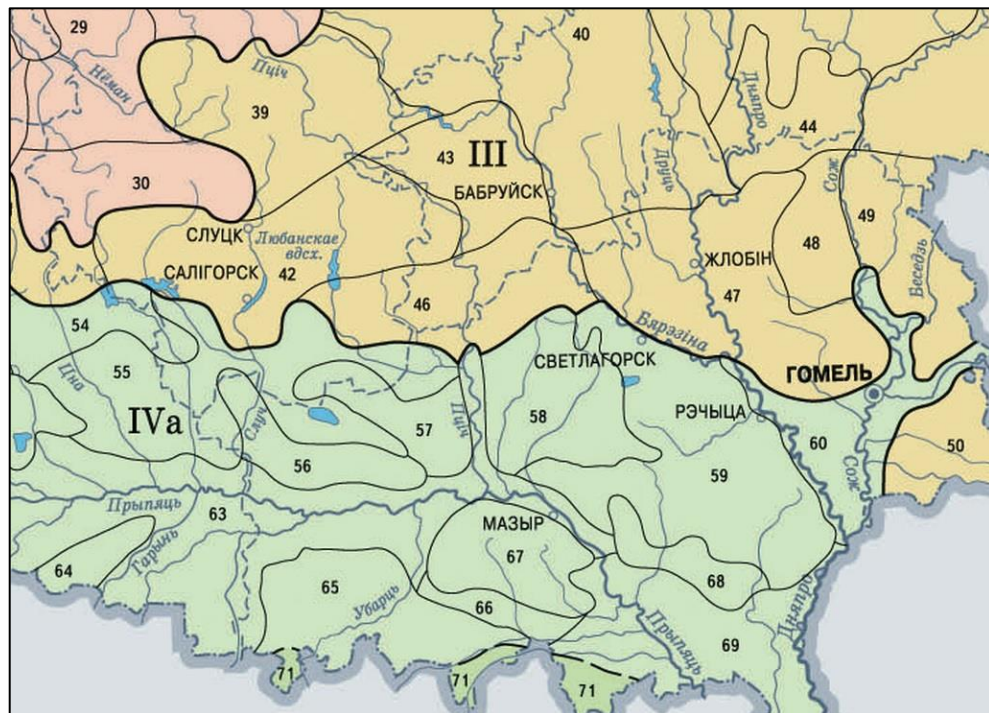 29
40
Нёман
Пціч
Дняпро
39
44
43
III
Друць
Сож
30
БАБРУЙСК
49
СЛУЦК
Любанскае
вдсх.
48
Беседзь
ЖЛОБІН
САЛІГОРСК
42
47
46
54
Бярэзіна
СВЕТЛАГОРСК
55
Цна
ГОМЕЛЬ
IVa
Случ
Пціч
58
РЭЧЫЦА
57
60
50
56
59
Сож
Прыпяць
63
МАЗЫР
Гарынь
67
64
65
Убарць
66
68
Дняпро
Прыпяць
69
71
71
71